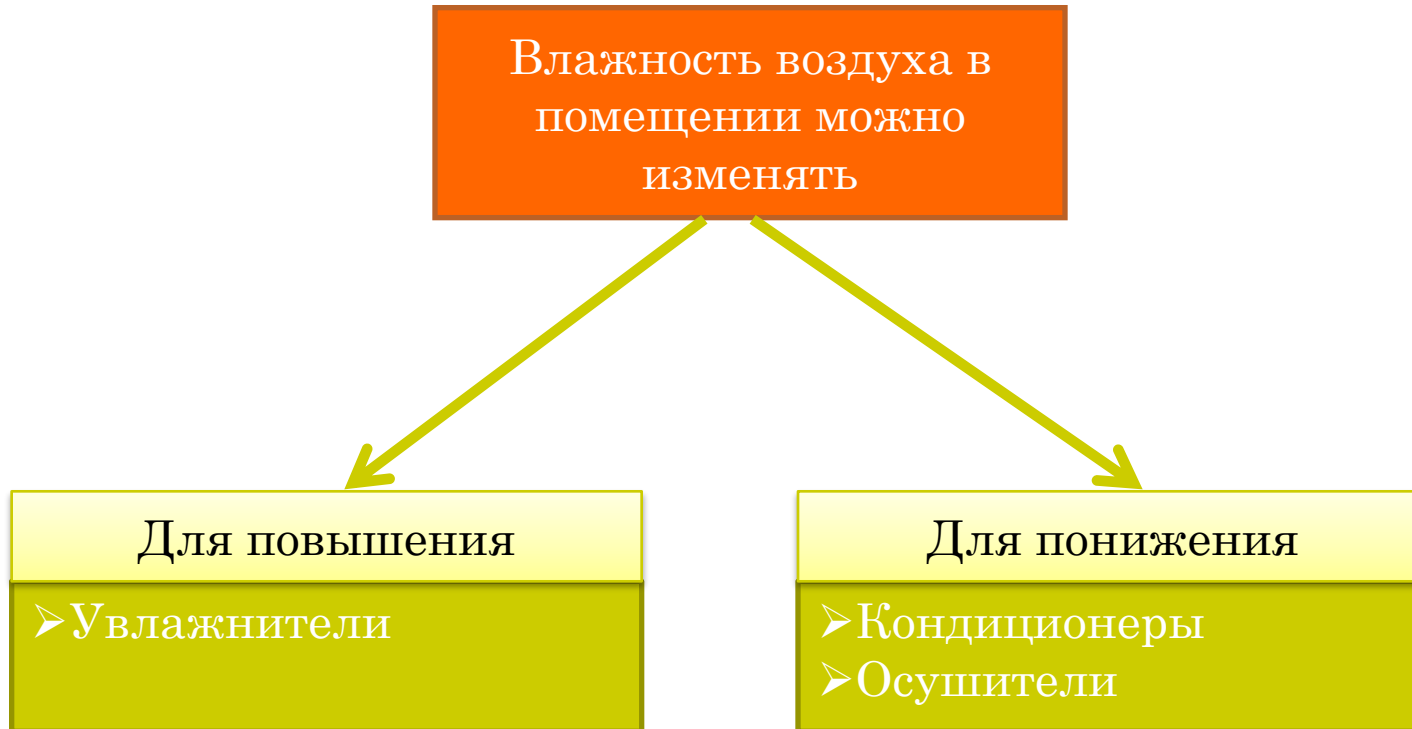 Влажность воздуха в
помещении можно
изменять
Для повышения
➢Увлажнители
Для понижения
➢Кондиционеры
➢Осушители